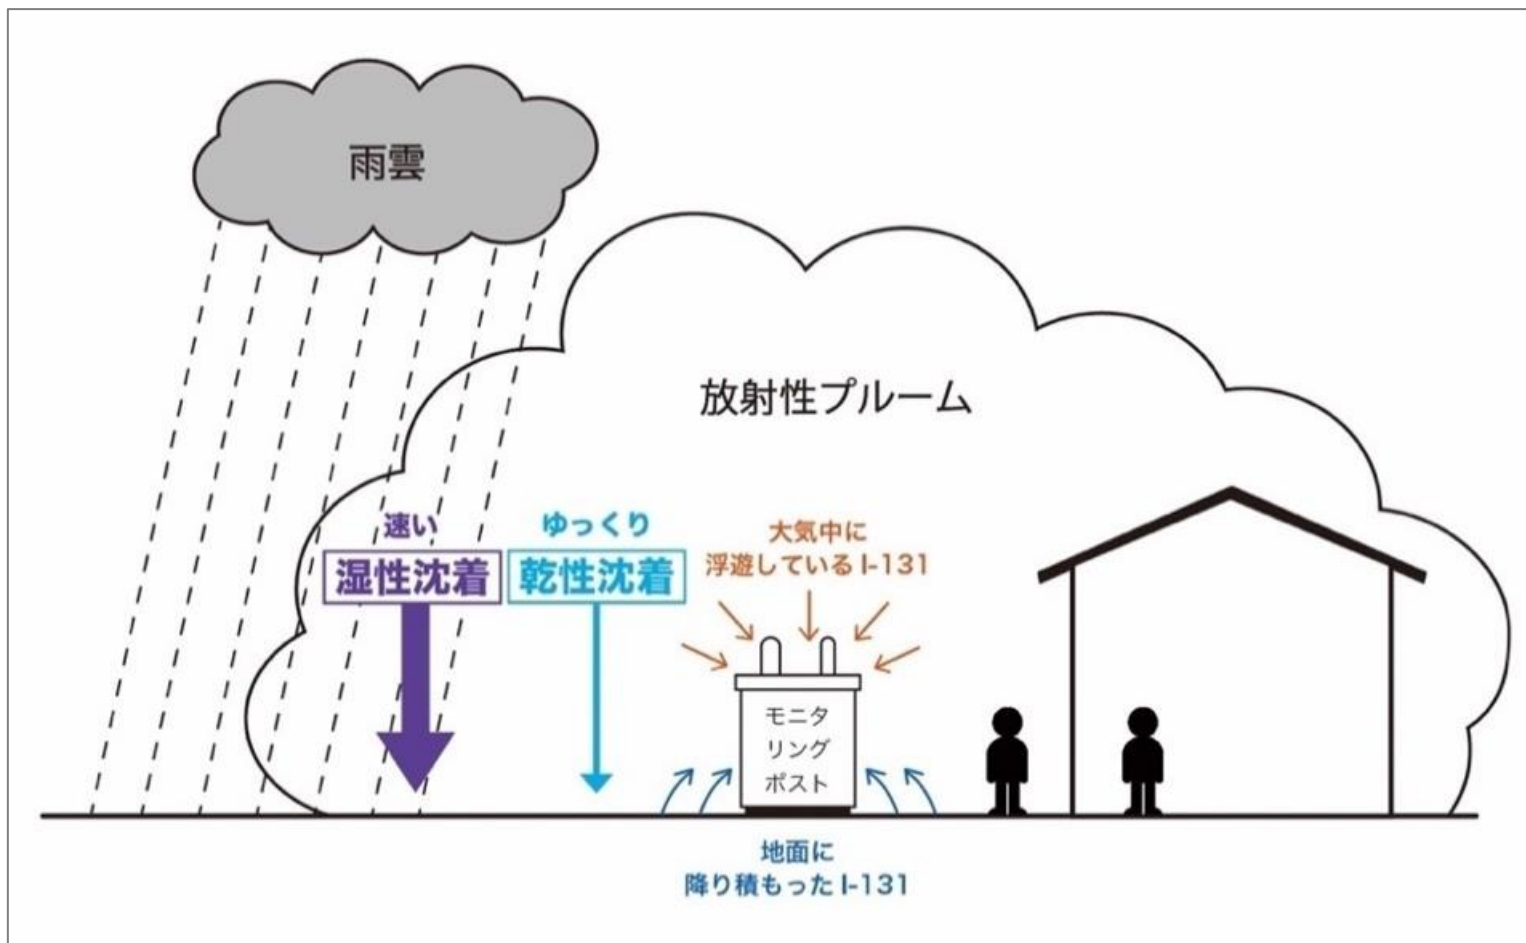 雨雲
放射性プルーム
速い
湿性沈着
ゆっくり
乾性沈着
大気中に
浮遊している I-131
モニタ
リング
ポスト
地面に
降り積もった I-131